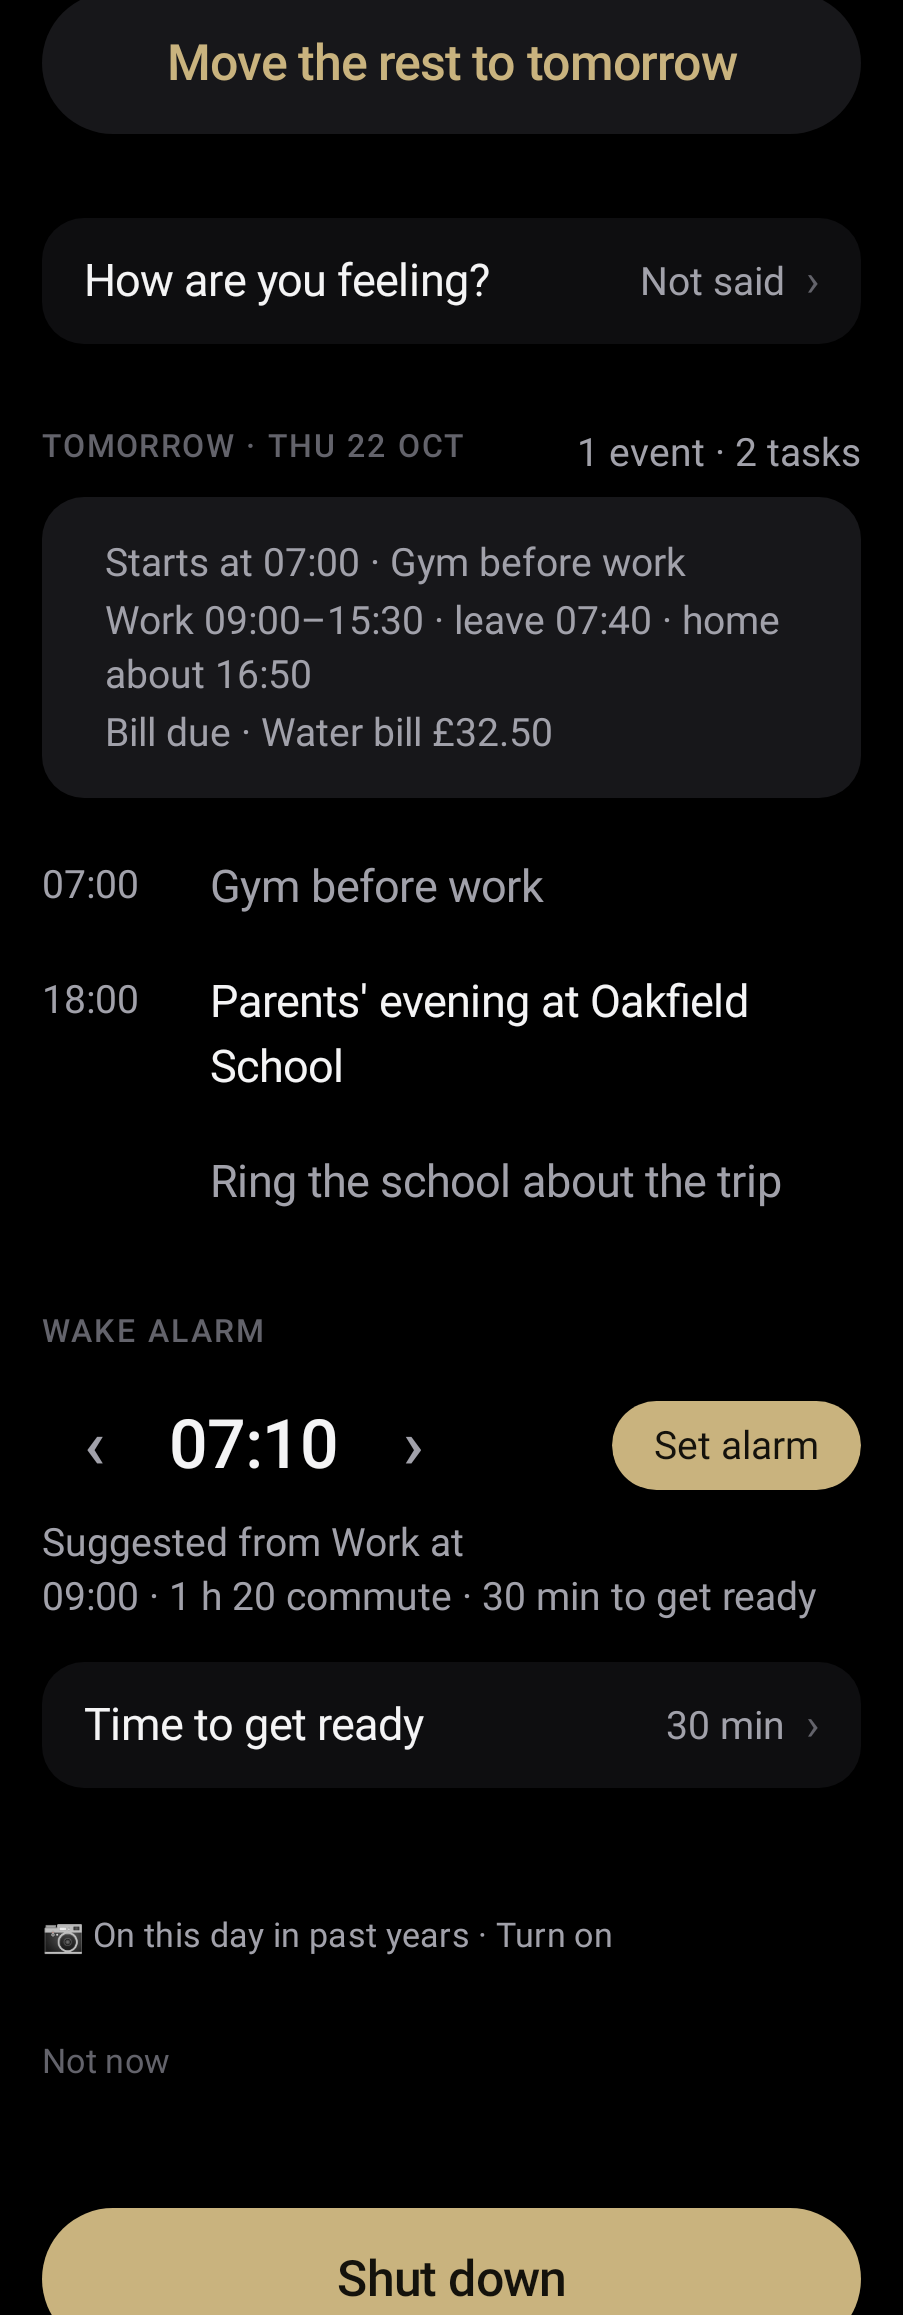 Move the rest to tomorrow
How are you feeling?
Not said ›
TOMORROW · THU 22 OCT
1 event · 2 tasks
Starts at 07:00 · Gym before work
Work 09:00–15:30 · leave 07:40 · home
about 16:50
Bill due · Water bill £32.50
07:00 Gym before work
18:00 Parents' evening at Oakfield
School
Ring the school about the trip
WAKE ALARM
‹ 07:10 ›
Set alarm
Suggested from Work at
09:00 · 1 h 20 commute · 30 min to get ready
Time to get ready
30 min ›
On this day in past years · Turn on
Not now
Shut down